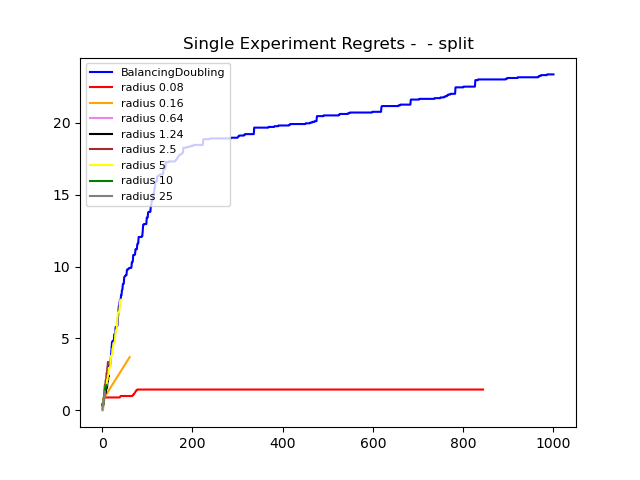 Single Experiment Regrets -  - split
BalancingDoubling
radius 0.08
radius 0.16
radius 0.64
radius 1.24
radius 2.5
radius 5
radius 10
radius 25
20
15
10
5
0
0 200 400 600 800 1000